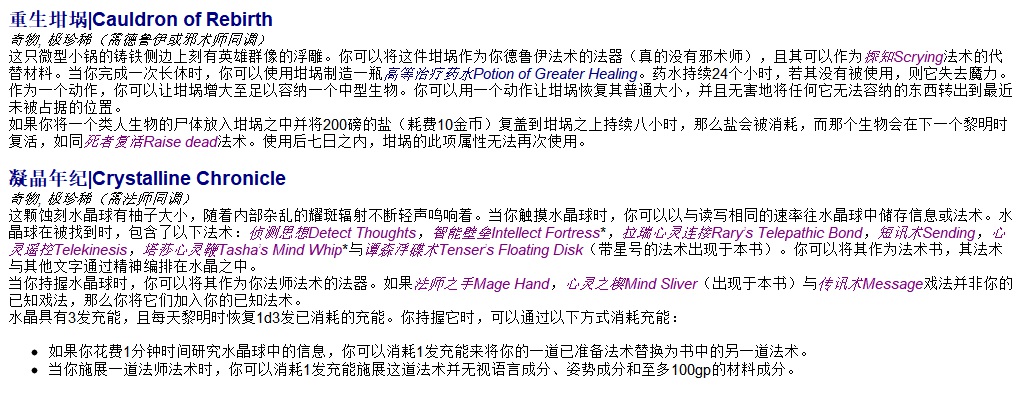 重生坩埚|Cauldron of Rebirth
奇物, 极珍稀（需德鲁伊或邪术师同调）
这只微型小锅的铸铁侧边上刻有英雄群像的浮雕。你可以将这件坩埚作为你德鲁伊法术的法器（真的没有邪术师），且其可以作为探知Scrying法术的代
替材料。当你完成一次长休时，你可以使用坩埚制造一瓶高等治疗药水Potion of Greater Healing。药水持续24个小时，若其没有被使用，则它失去魔力。
作为一个动作，你可以让坩埚增大至足以容纳一个中型生物。你可以用一个动作让坩埚恢复其普通大小，并且无害地将任何它无法容纳的东西转出到最近
未被占据的位置。
如果你将一个类人生物的尸体放入坩埚之中并将200磅的盐（耗费10金币）复盖到坩埚之上持续八小时，那么盐会被消耗，而那个生物会在下一个黎明时
复活，如同死者复活Raise dead法术。使用后七日之内，坩埚的此项属性无法再次使用。
凝晶年纪|Crystalline Chronicle
奇物, 极珍稀（需法师同调）
这颗蚀刻水晶球有柚子大小，随着内部杂乱的耀斑辐射不断轻声呜响着。当你触摸水晶球时，你可以以与读写相同的速率往水晶球中储存信息或法术。水
晶球在被找到时，包含了以下法术：侦测思想Detect Thoughts，智能壁垒Intellect Fortress*，拉瑞心灵连接Rary's Telepathic Bond，短讯术Sending，心
灵遥控Telekinesis，塔莎心灵鞭Tasha's Mind Whip*与谭森浮碟术Tenser's Floating Disk（带星号的法术出现于本书）。你可以将其作为法术书，其法术
与其他文字通过精神编排在水晶之中。
当你持握水晶球时，你可以将其作为你法师法术的法器。如果法师之手Mage Hand，心灵之楔Mind Sliver（出现于本书）与传讯术Message戏法并非你的
已知戏法，那么你将它们加入你的已知法术。
水晶具有3发充能，且每天黎明时恢复1d3发已消耗的充能。你持握它时，可以通过以下方式消耗充能：
• 如果你花费1分钟时间研究水晶球中的信息，你可以消耗1发充能来将你的一道已准备法术替换为书中的另一道法术。
• 当你施展一道法师法术时，你可以消耗1发充能施展这道法术并无视语言成分、姿势成分和至多100gp的材料成分。